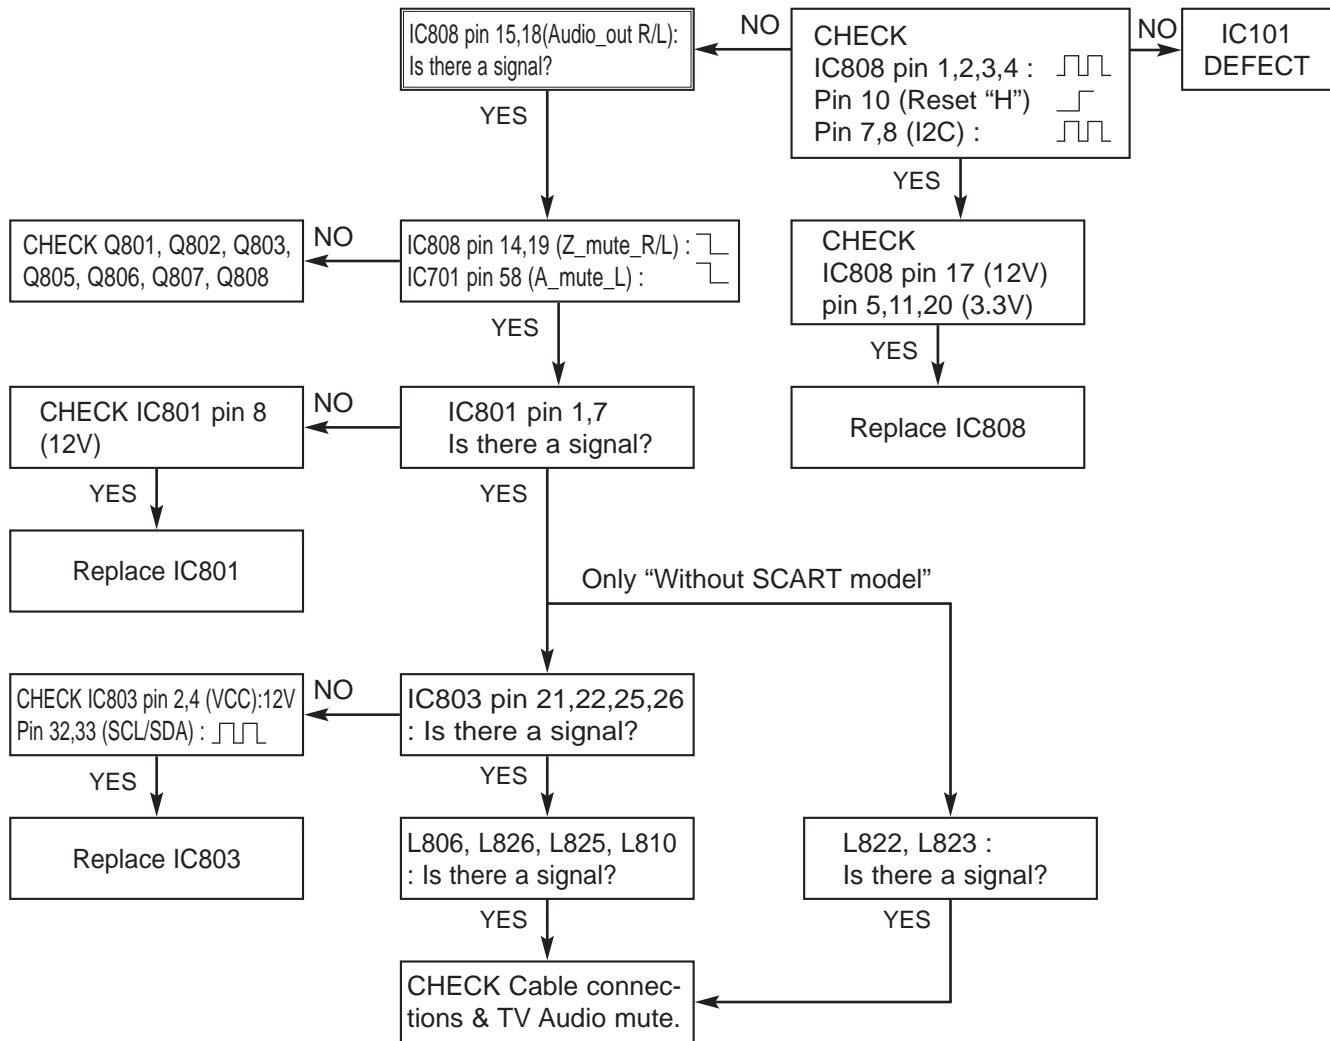 IC808 pin 15,18(Audio_out R/L):
Is there a signal?
NO
CHECK
IC808 pin 1,2,3,4 :
Pin 10 (Reset “H”)
Pin 7,8 (I2C) :
NO
IC101
DEFECT
YES
YES
CHECK Q801, Q802, Q803,
Q805, Q806, Q807, Q808
NO
IC808 pin 14,19 (Z_mute_R/L) :
IC701 pin 58 (A_mute_L) :
CHECK
IC808 pin 17 (12V)
pin 5,11,20 (3.3V)
YES
YES
CHECK IC801 pin 8
(12V)
NO
IC801 pin 1,7
Is there a signal?
Replace IC808
YES
YES
Replace IC801
Only “Without SCART model”
CHECK IC803 pin 2,4 (VCC):12V
Pin 32,33 (SCL/SDA) :
NO
IC803 pin 21,22,25,26
: Is there a signal?
YES
YES
Replace IC803
L806, L826, L825, L810
: Is there a signal?
L822, L823 :
Is there a signal?
YES
YES
CHECK Cable connec-
tions & TV Audio mute.